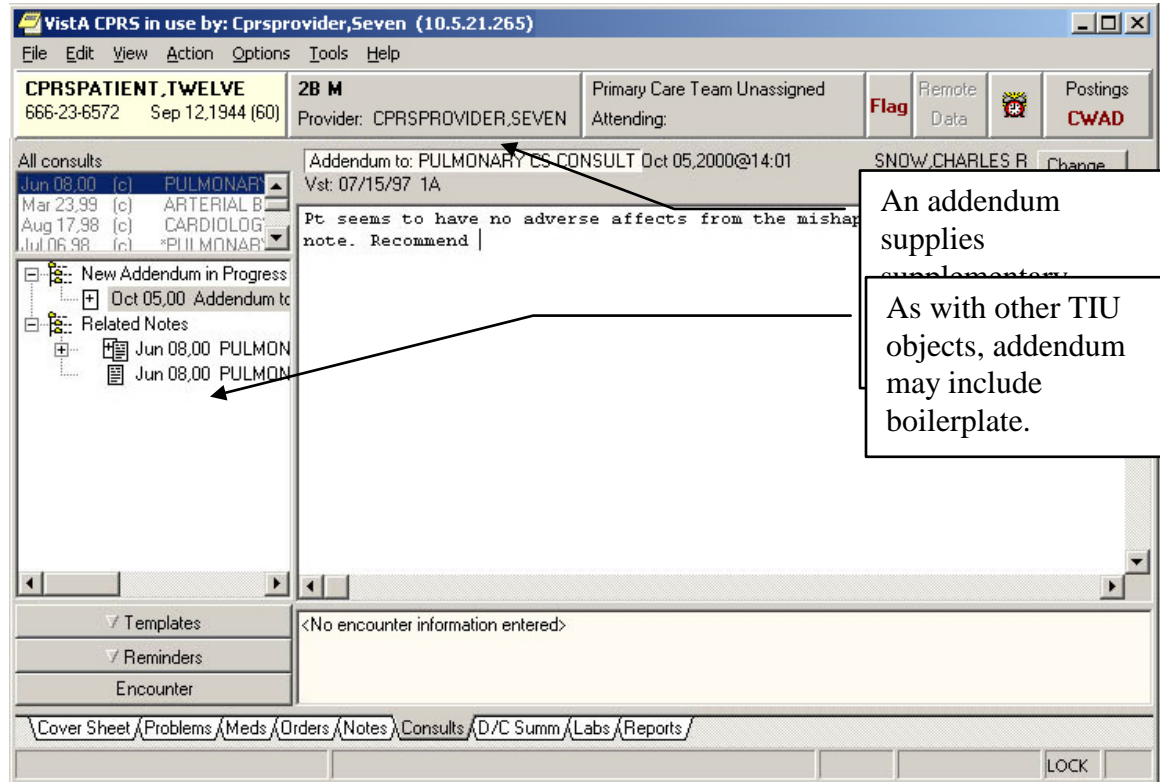 VistA CPRS in use by: Cprsprovider,Seven (10.5.21.265)
File Edit View Action Options Tools Help
CPRSPATIENT,TWELVE
666-23-6572 Sep 12,1944 (60)
2B M
Provider: CPRSPROVIDER,SEVEN
Primary Care Team Unassigned
Attending:
Flag
Remote
Data
Postings
CWAD
All consults
Jun 08,00 (c) PULMONARY
Mar 23,99 (c) ARTERIAL B
Aug 17,98 (c) CARDIOLOG
Jul 06,98 (c) *PULMONAR
Addendum to: PULMONARY CS CONSULT Oct 05,2000@14:01 SNOW,CHARLES R Change...
Vst: 07/15/97 1A
Pt seems to have no adverse affects from the mishap
note. Recommend
New Addendum in Progress
Oct 05,00 Addendum to
Related Notes
Jun 08,00 PULMON
Jun 08,00 PULMON
An addendum
supplies
supplementary
As with other TIU
objects, addendum
may include
boilerplate.
Templates
Reminders
Encounter
<No encounter information entered>
Cover Sheet Problems Meds Orders Notes Consults D/C Summ Labs Reports
LOCK